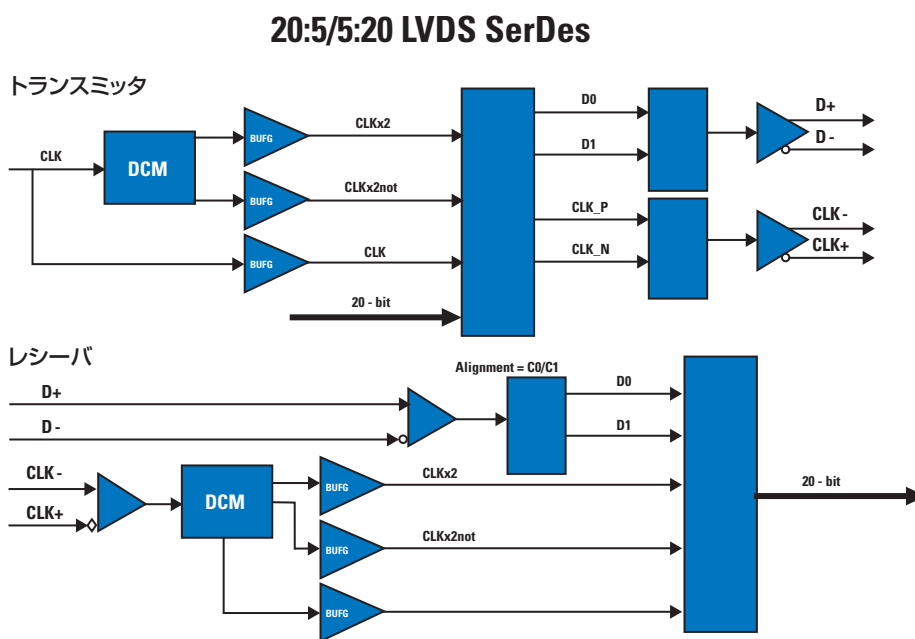 20:5/5:20 LVDS SerDes
トランスミッタ
CLK
DCM
BUFG
CLKx2
BUFG
CLKx2not
BUFG
CLK
20 - bit
D0
D1
CLK_P
CLK_N
D+
D -
CLK -
CLK+
レシーバ
D+
D -
CLK -
CLK+
Alignment = C0/C1
D0
D1
DCM
BUFG
CLKx2
BUFG
CLKx2not
BUFG
20 - bit